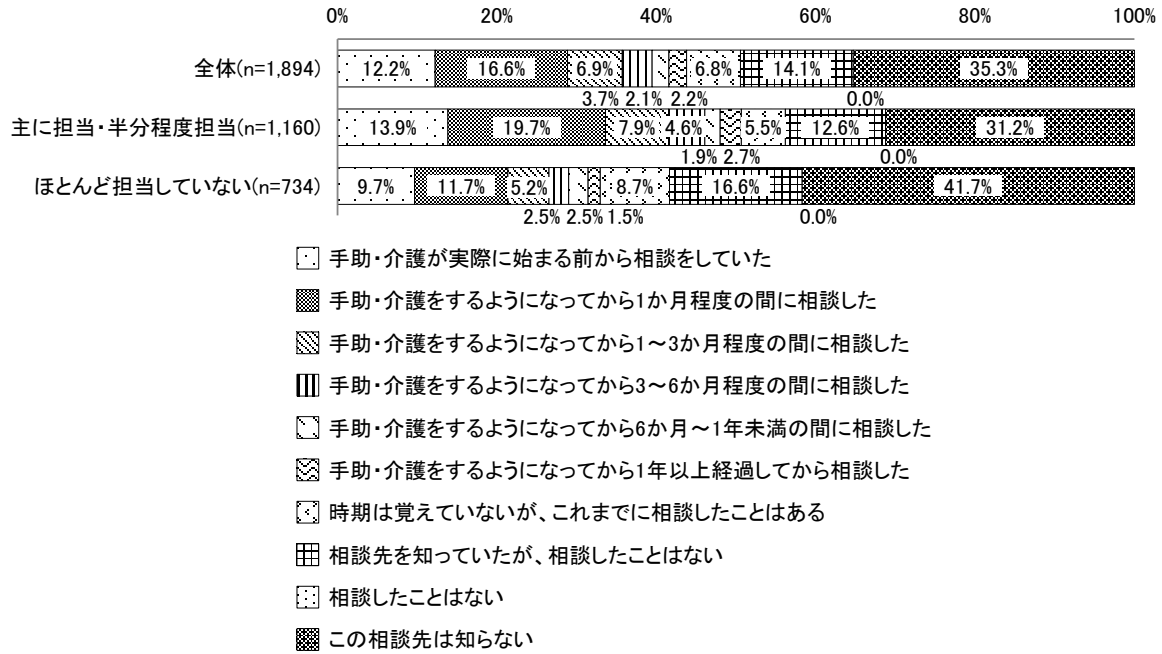 0% 20% 40% 60% 80% 100%
全体(n=1,894) 12.2% 16.6% 6.9% 6.8% 14.1% 35.3%
3.7% 2.1% 2.2% 0.0%
主に担当・半分程度担当(n=1,160) 13.9% 19.7% 7.9% 4.6% 5.5% 12.6% 31.2%
1.9% 2.7% 0.0%
ほとんど担当していない(n=734) 9.7% 11.7% 5.2% 8.7% 16.6% 41.7%
2.5% 2.5% 1.5% 0.0%
手助・介護が実際に始まる前から相談をしていた
手助・介護をするようになってから1か月程度の間に相談した
手助・介護をするようになってから1～3か月程度の間に相談した
手助・介護をするようになってから3～6か月程度の間に相談した
手助・介護をするようになってから6か月～1年未満の間に相談した
手助・介護をするようになってから1年以上経過してから相談した
時期は覚えていないが、これまでに相談したことはある
相談先を知っていたが、相談したことはない
相談したことはない
この相談先は知らない